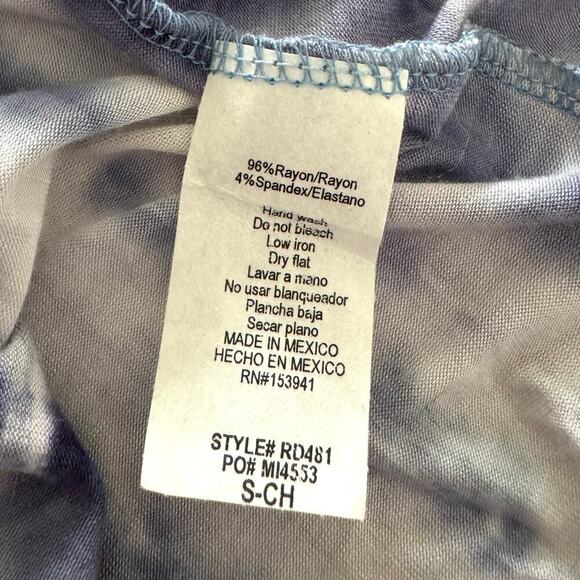 96%Rayon/Rayon
4%Spandex/Elastano
Hand wash
Do not bleach
Low iron
Dry flat
Lavar a mano
No usar blanqueador
Plancha baja
Secar plano
MADE IN MEXICO
HECHO EN MEXICO
RN#153941
STYLE# RD481
PO# MI4553
S-CH